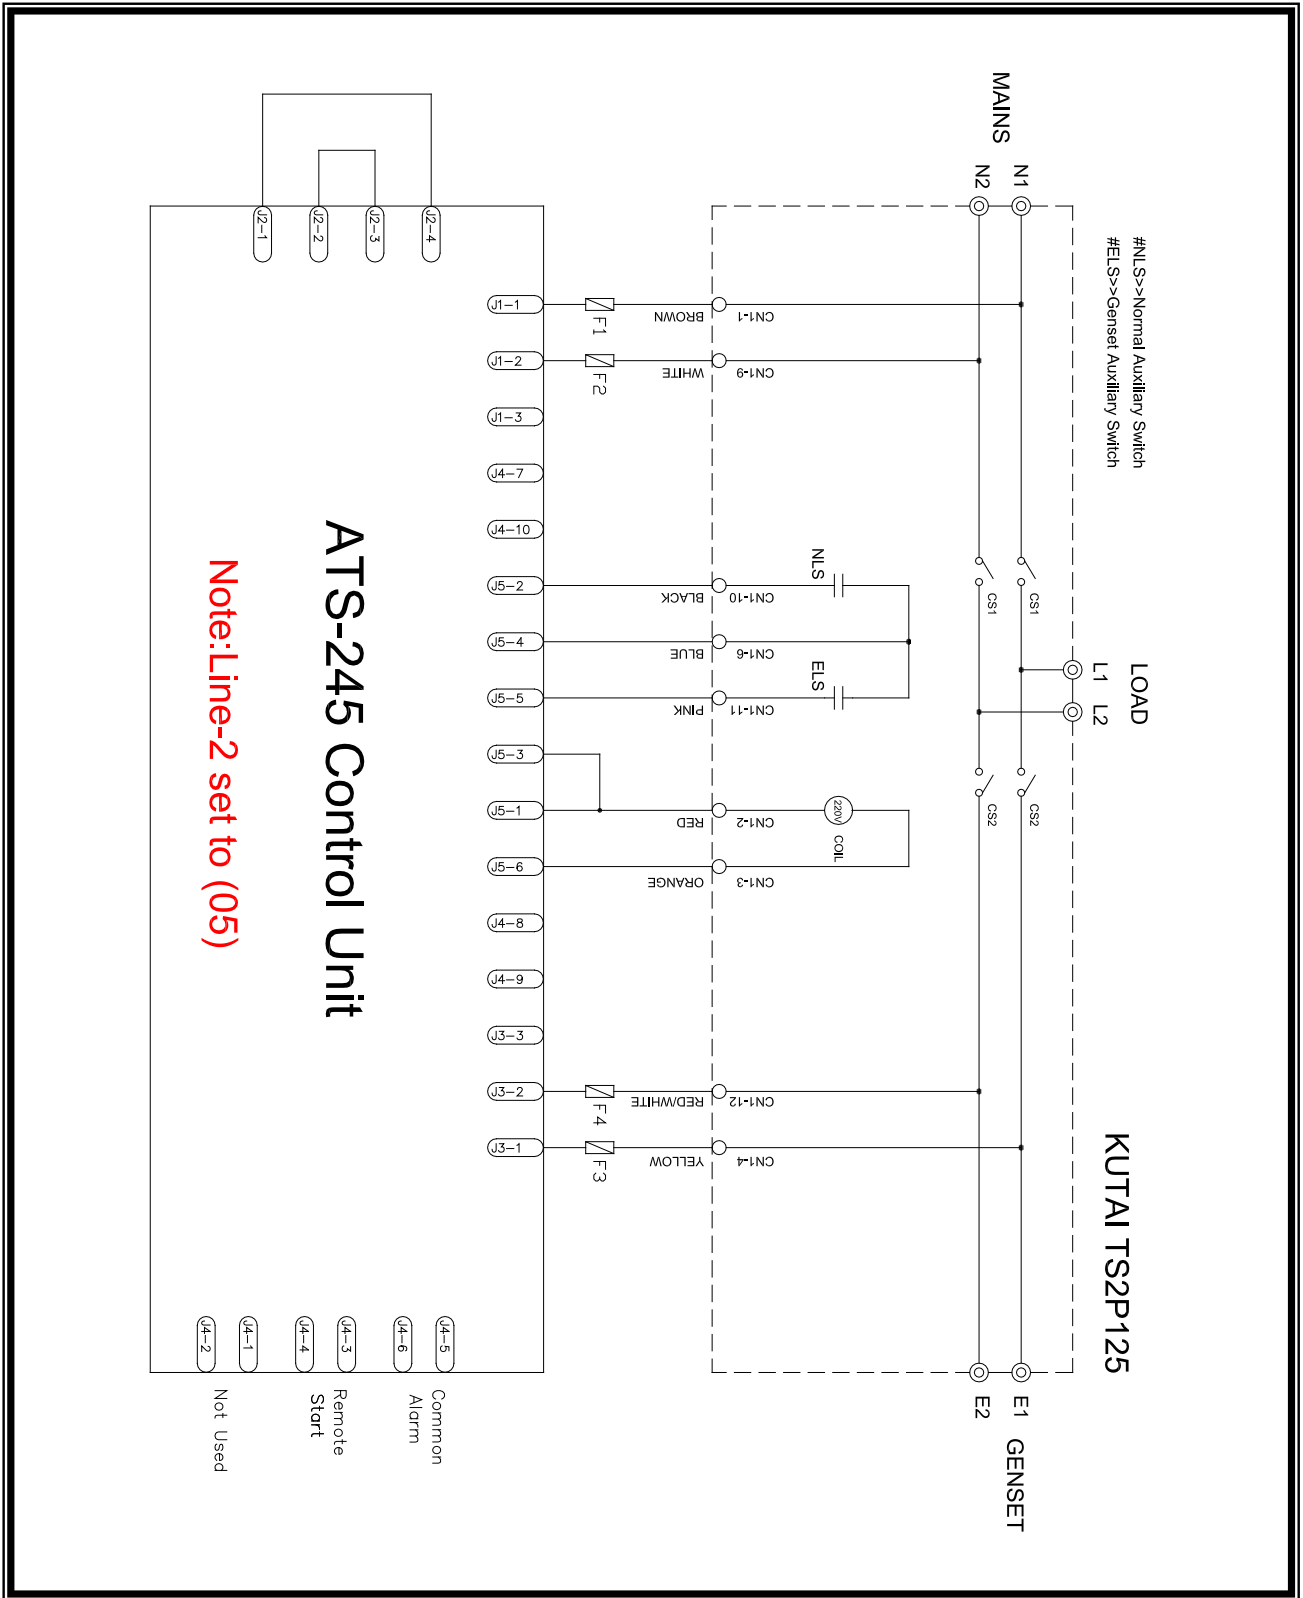 KUTAI TS2P125
#NLS>>Normal Auxiliary Switch
#ELS>>Genset Auxiliary Switch
LOAD
L1
L2
MAINS
N1
N2
CS1
CS1
CS2
CS2
E1
E2
GENSET
NLS
ELS
220V
COIL
CN1-1
CN1-9
CN1-10
CN1-6
CN1-11
CN1-2
CN1-3
CN1-12
CN1-4
BROWN
WHITE
BLACK
BLUE
PINK
RED
ORANGE
RED/WHITE
YELLOW
F1
F2
F4
F3
J1-1
J1-2
J1-3
J4-7
J4-10
J5-2
J5-4
J5-5
J5-3
J5-1
J5-6
J4-8
J4-9
J3-3
J3-2
J3-1
J2-4
J2-3
J2-2
J2-1
ATS-245 Control Unit
Note:Line-2 set to (05)
J4-5
J4-6
J4-3
J4-4
J4-1
J4-2
Common
Alarm
Remote
Start
Not Used